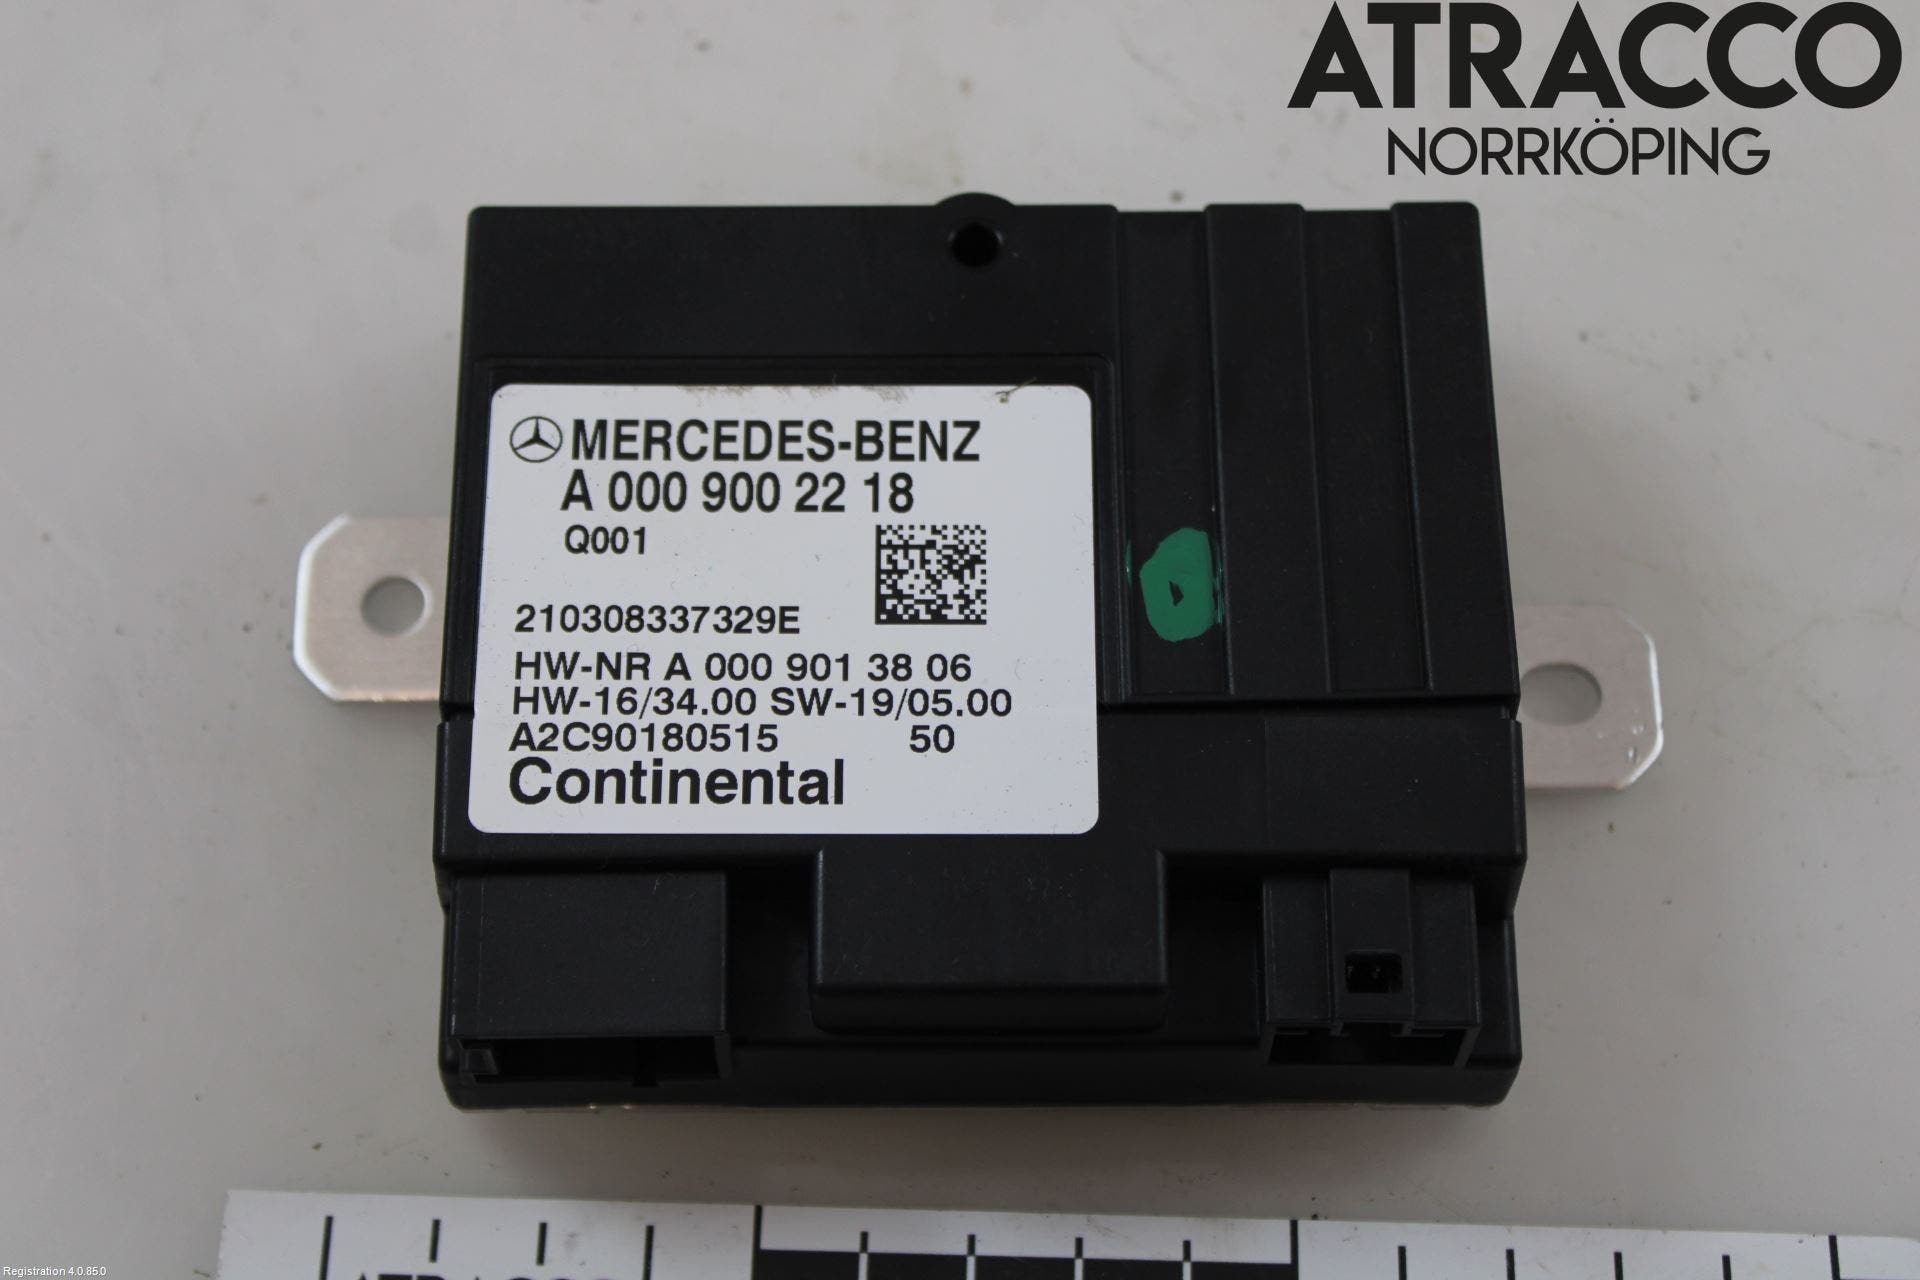 ATRACCO
NORRKÖPING
MERCEDES-BENZ
A 000 900 22 18
Q001
210308337329E
HW-NR A 000 901 38 06
HW-16/34.00 SW-19/05.00
A2C90180515 50
Continental
Registration 4.0.85.0